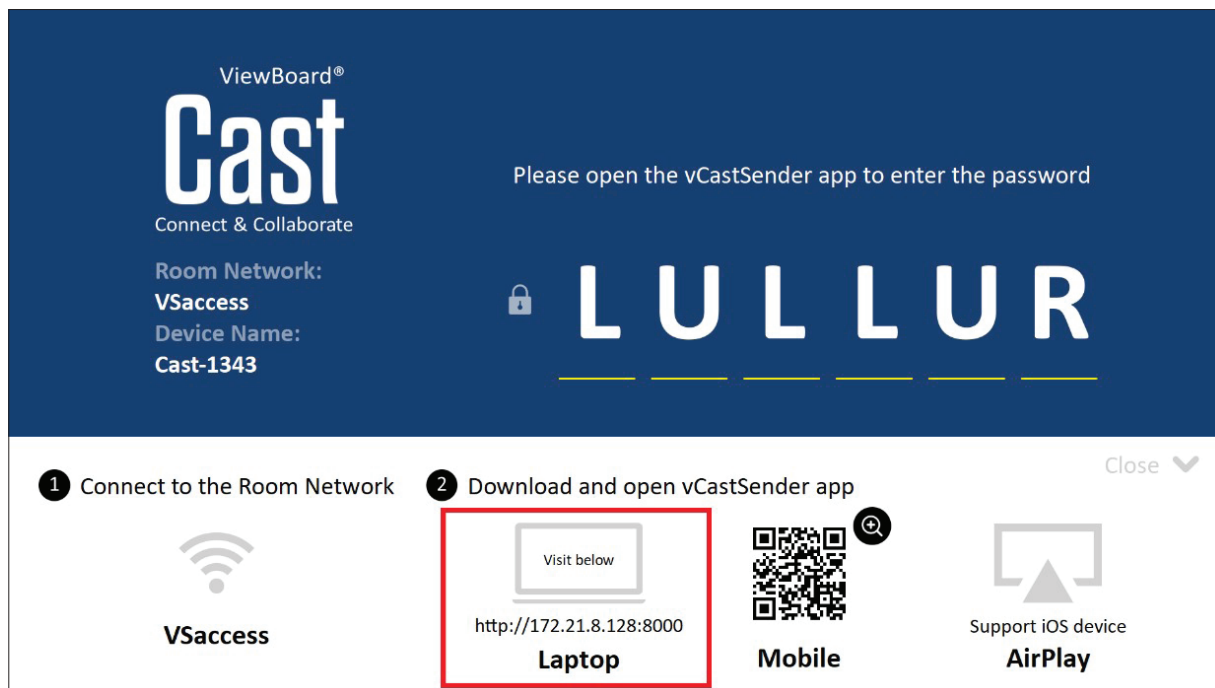 ViewBoard®
Cast
Connect & Collaborate
Room Network:
VSaccess
Device Name:
Cast-1343
Please open the vCastSender app to enter the password
L U L L U R
Close
1 Connect to the Room Network
VSaccess
2 Download and open vCastSender app
Visit below
http://172.21.8.128:8000
Laptop
Mobile
Support iOS device
AirPlay